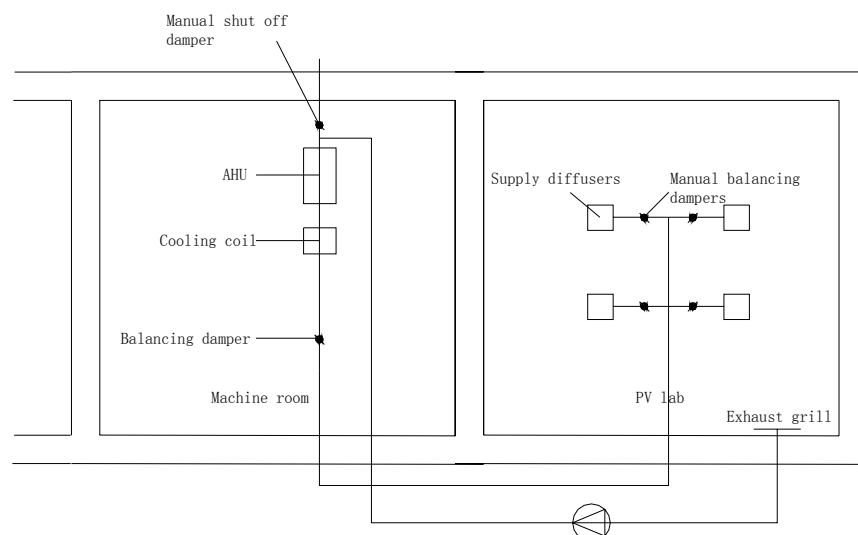 Manual shut off
damper
AHU
Supply diffusers
Manual balancing
dampers
Cooling coil
Balancing damper
Machine room
PV lab
Exhaust grill